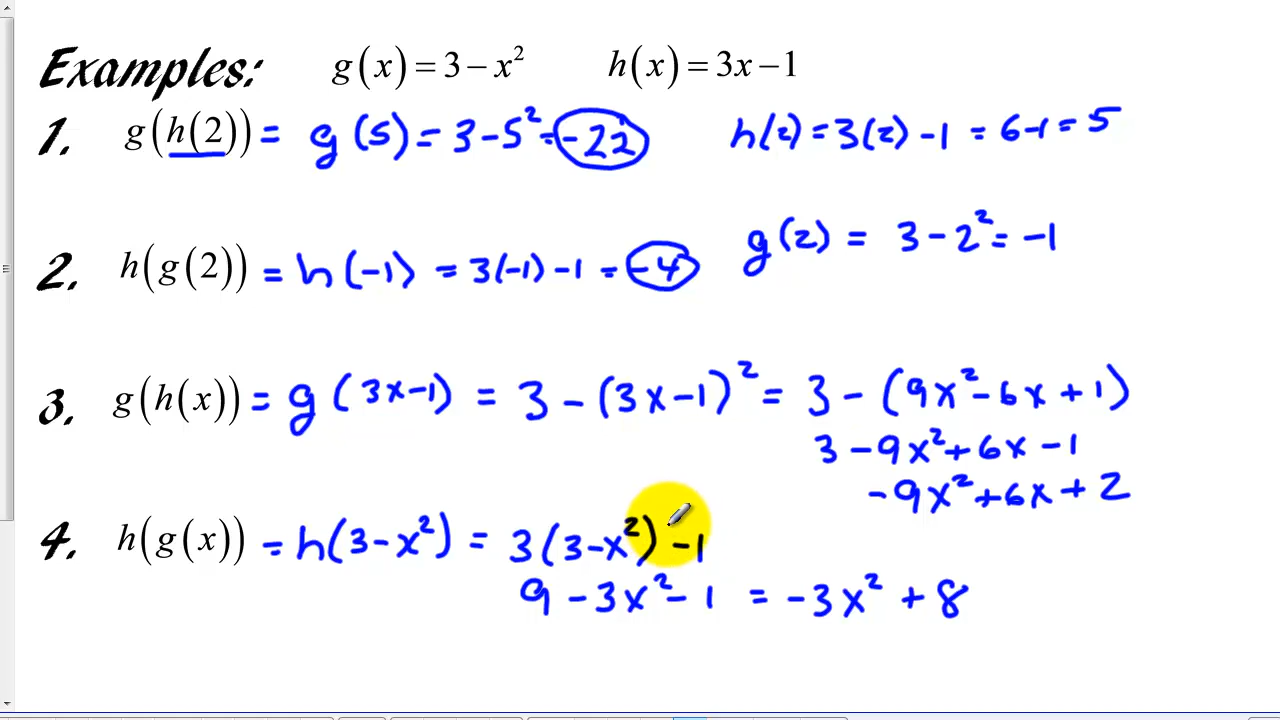 Examples: g(x) = 3 − x² h(x) = 3x − 1
1. g(h(2)) = g(5) = 3 − 5² = −22 h(2) = 3(2) − 1 = 6−1 = 5
g(2) = 3 − 2² = −1
2. h(g(2)) = h(−1) = 3(−1) − 1 = −4
3. g(h(x)) = g(3x−1) = 3 − (3x−1)² = 3 − (9x² − 6x + 1)
3 − 9x² + 6x − 1
−9x² + 6x + 2
4. h(g(x)) = h(3−x²) = 3(3−x²) − 1
9 − 3x² − 1 = −3x² + 8